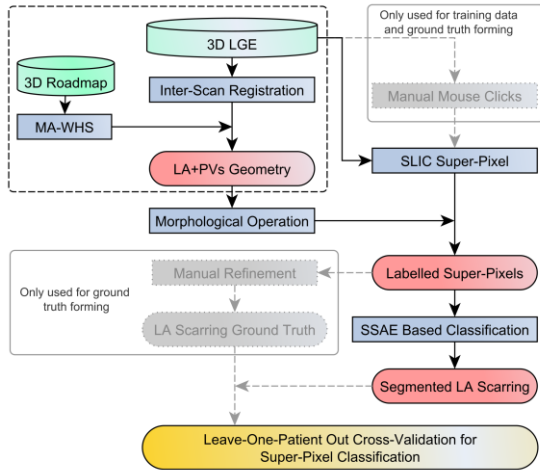 Only used for training data
and ground truth forming
3D LGE
3D Roadmap
Inter-Scan Registration
Manual Mouse Clicks
MA-WHS
LA+PVs Geometry
SLIC Super-Pixel
Morphological Operation
Manual Refinement
Labelled Super-Pixels
Only used for ground
truth forming
LA Scarring Ground Truth
SSAE Based Classification
Segmented LA Scarring
Leave-One-Patient Out Cross-Validation for
Super-Pixel Classification